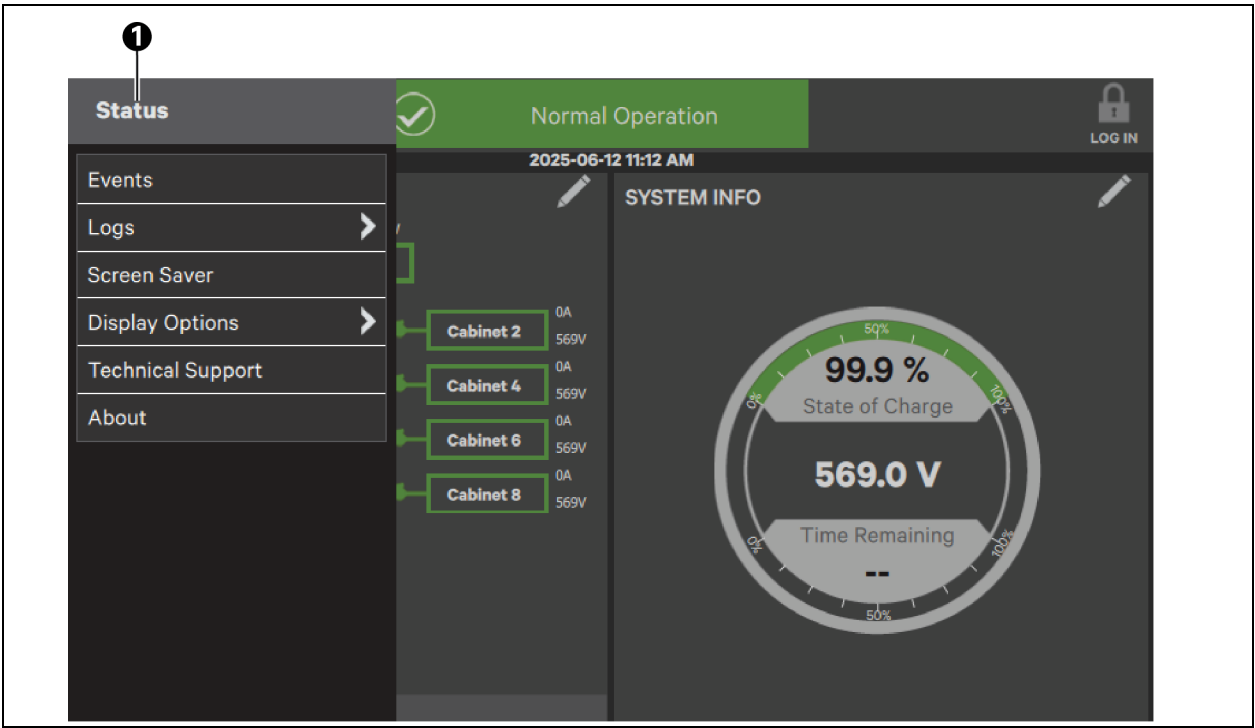 1
Status
Normal Operation
LOG IN
2025-06-12 11:12 AM
Events
Logs
Screen Saver
Display Options
Technical Support
About
Cabinet 2
0A
569V
Cabinet 4
0A
569V
Cabinet 6
0A
569V
Cabinet 8
0A
569V
SYSTEM INFO
50%
0%
100%
99.9 %
State of Charge
569.0 V
Time Remaining
--
0%
100%
50%